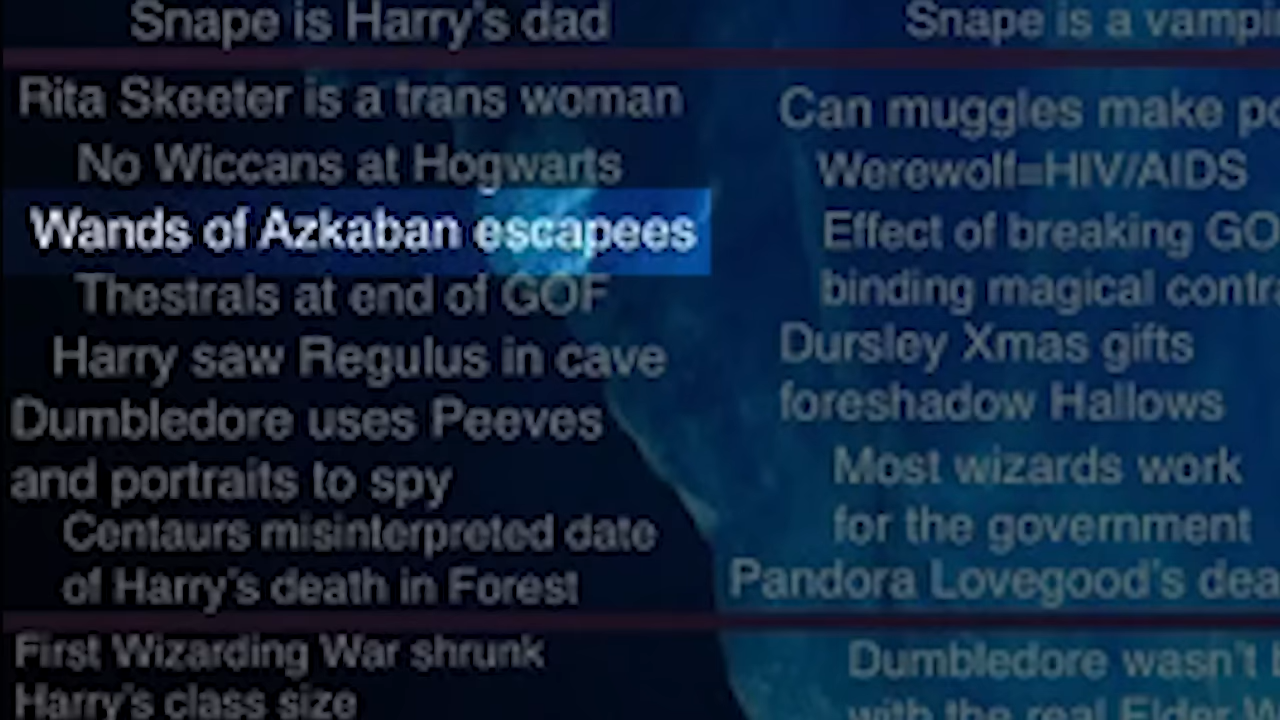 Snape is Harry's dad
Snape is a
Rita Skeeter is a trans woman
No Wiccans at Hogwarts
Wands of Azkaban escapees
Thestrals at end of GOF
Harry saw Regulus in cave
Dumbledore uses Peeves
and portraits to spy
Centaurs misinterpreted date
of Harry's death in Forest
Can muggles make
Werewolf=HIV/AIDS
Effect of breaking
binding magical
Dursley Xmas gifts
foreshadow Hallows
Most wizards work
for the government
Pandora Lovegood's
First Wizarding War shrunk
Harry's class size
Dumbledore wasn't
with the real Elder